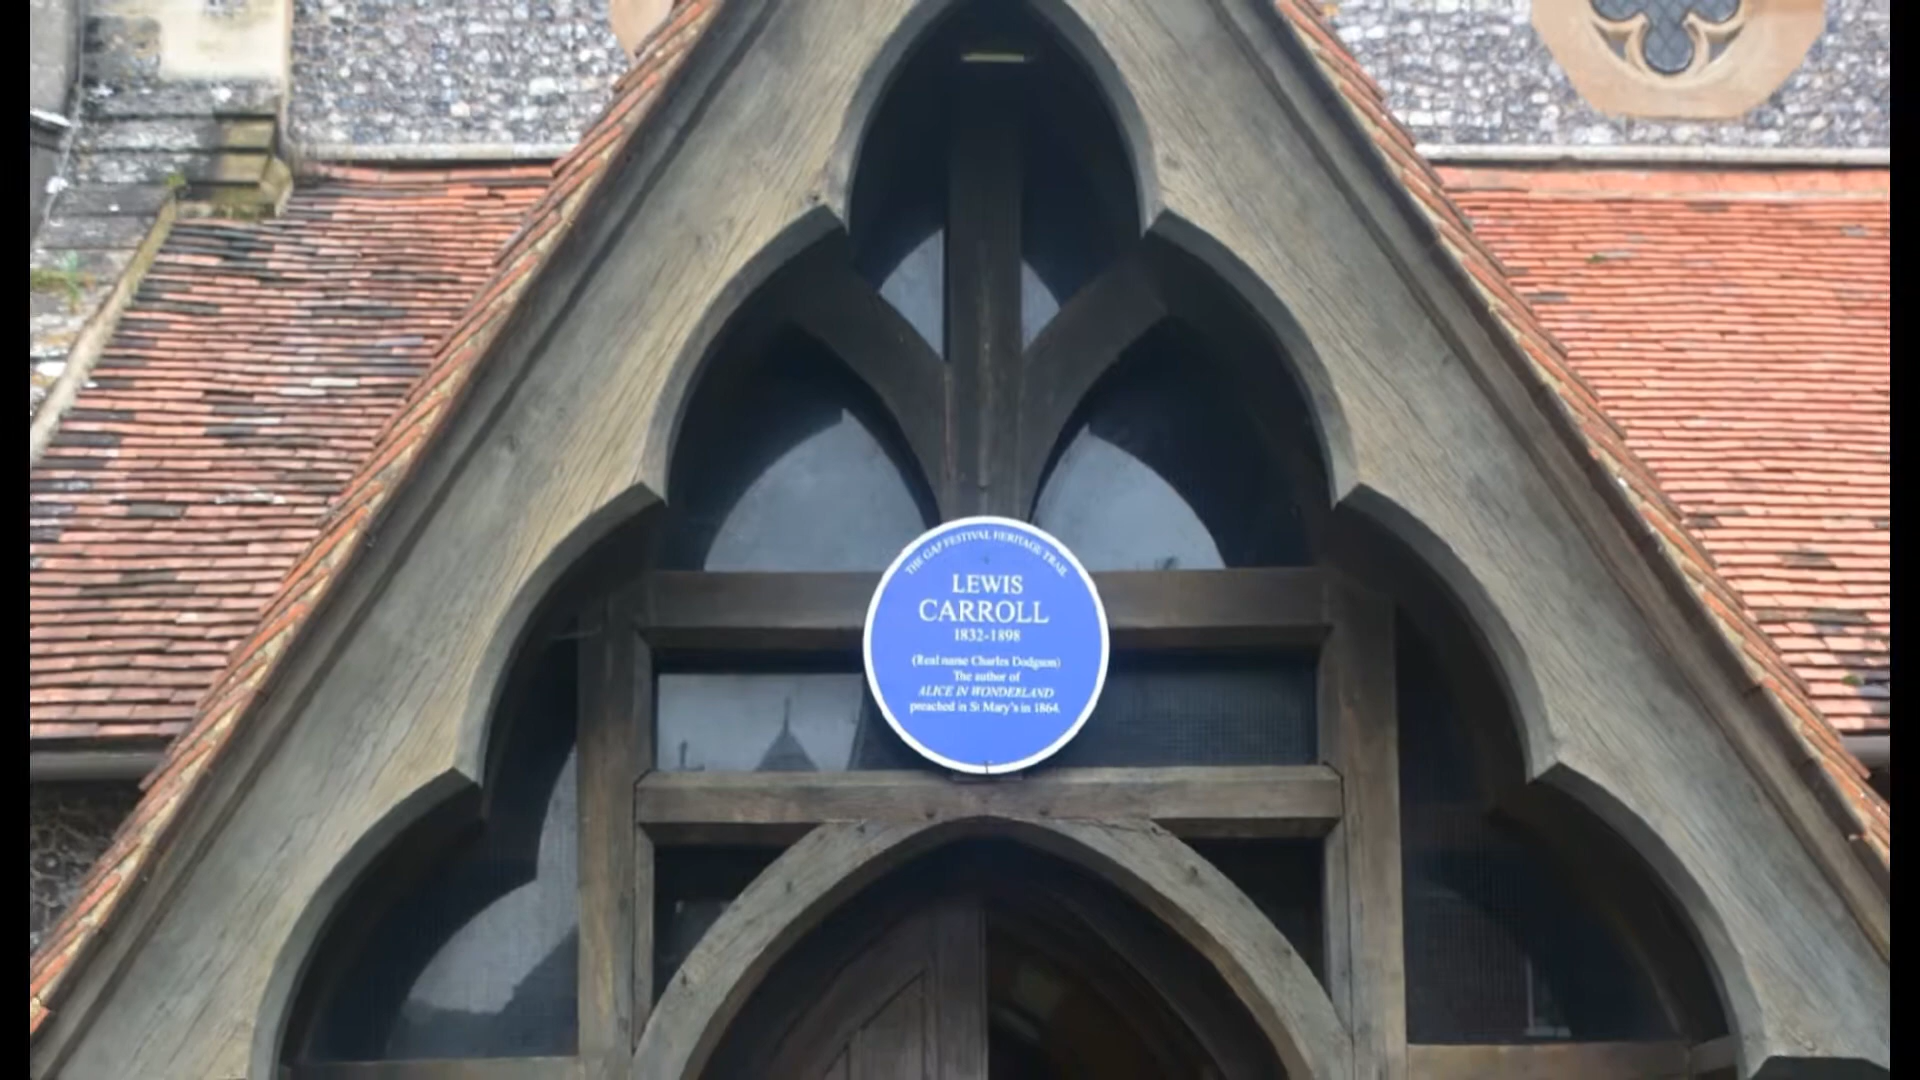 THE GAP FESTIVAL HERITAGE TRAIL
LEWIS
CARROLL
1832-1898
(Real name Charles Dodgson)
The author of
ALICE IN WONDERLAND
preached in St Mary's in 1864.